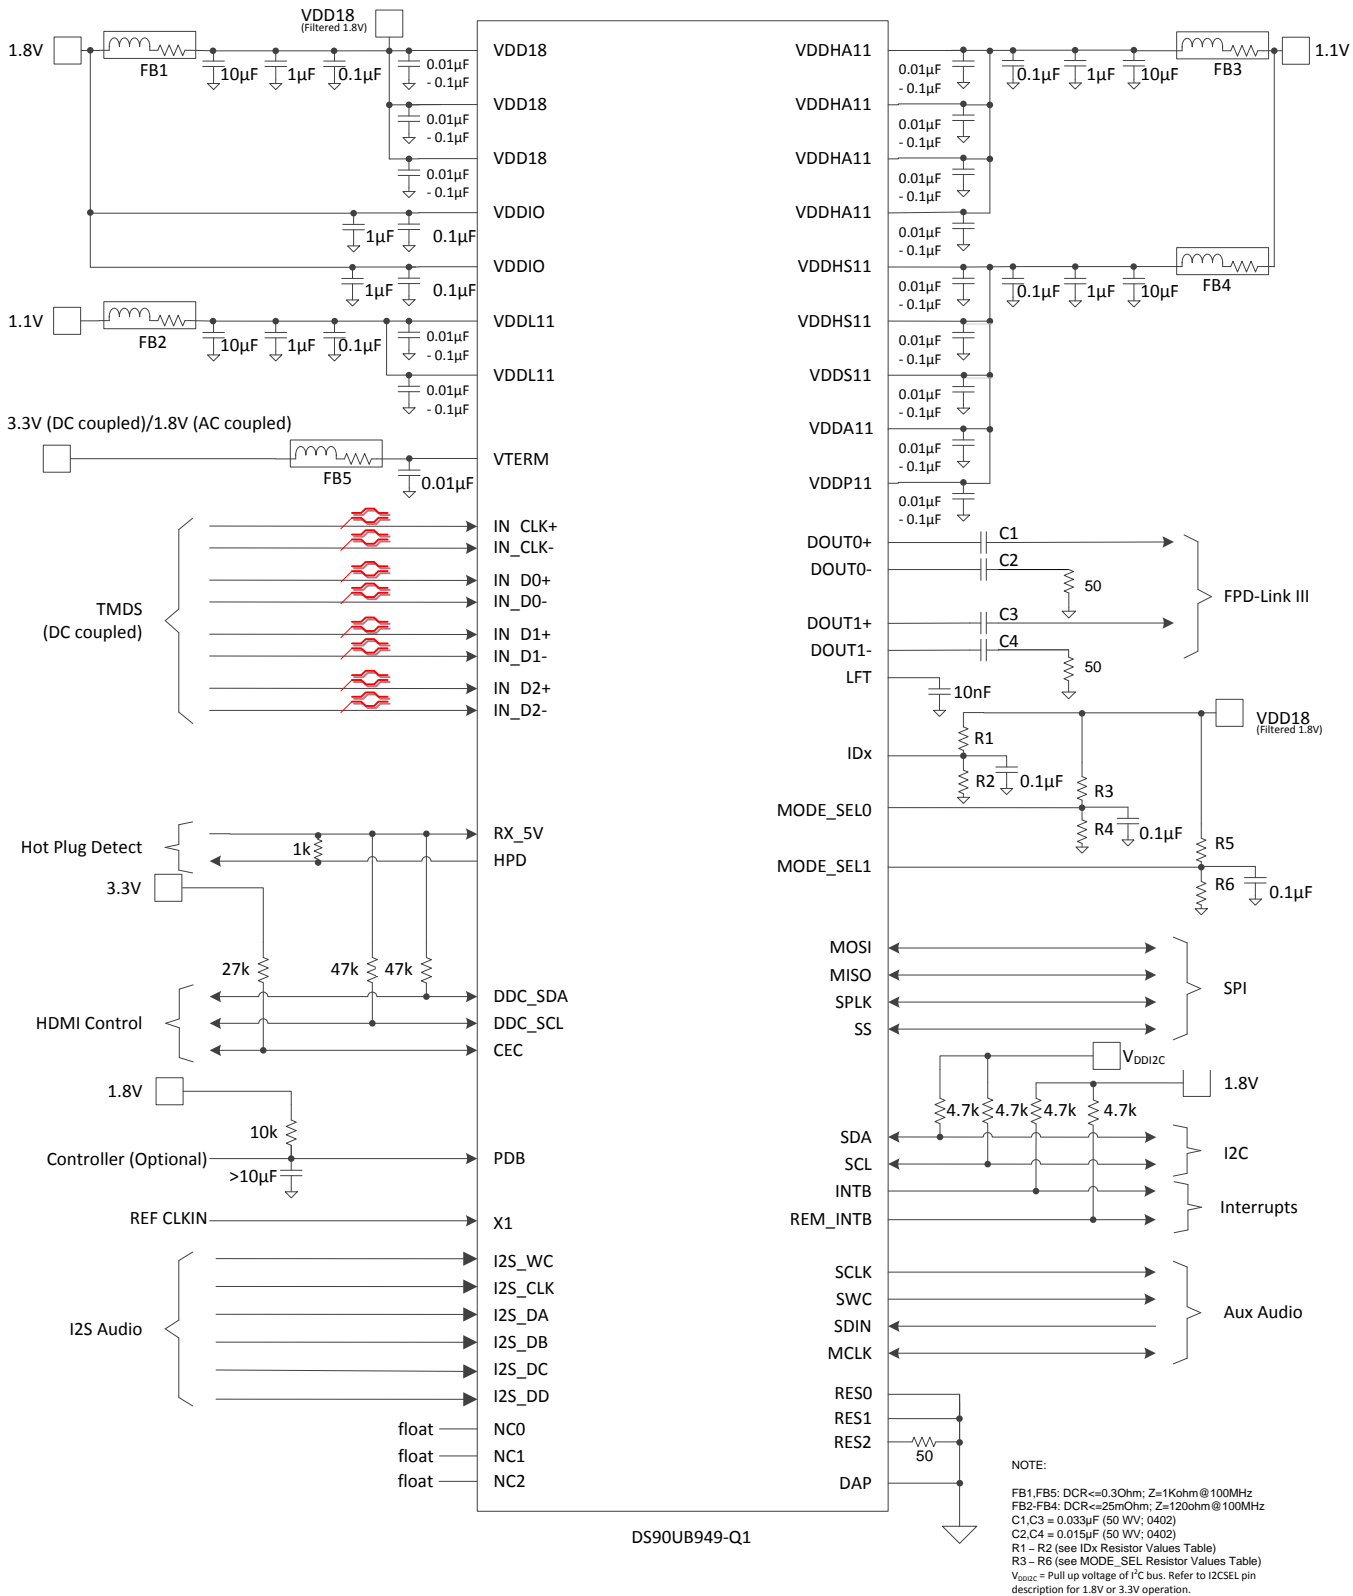 VDD18
(Filtered 1.8V)
1.8V
FB1
10µF
1µF
0.1µF
0.01µF
- 0.1µF
VDD18
0.01µF
- 0.1µF
VDD18
0.01µF
- 0.1µF
VDD18
1µF
0.1µF
VDDIO
1µF
0.1µF
VDDIO
1.1V
FB2
10µF
1µF
0.1µF
0.01µF
- 0.1µF
VDDL11
0.01µF
- 0.1µF
VDDL11
3.3V (DC coupled)/1.8V (AC coupled)
FB5
0.01µF
VTERM
TMDS
(DC coupled)
IN_CLK+
IN_CLK-
IN_D0+
IN_D0-
IN_D1+
IN_D1-
IN_D2+
IN_D2-
Hot Plug Detect
1k
RX_5V
HPD
3.3V
27k
47k
47k
HDMI Control
DDC_SDA
DDC_SCL
CEC
1.8V
10k
Controller (Optional)
>10µF
PDB
REF CLKIN
X1
I2S Audio
I2S_WC
I2S_CLK
I2S_DA
I2S_DB
I2S_DC
I2S_DD
float
NC0
float
NC1
float
NC2
VDDHA11
0.01µF
- 0.1µF
0.1µF
1µF
10µF
FB3
1.1V
VDDHA11
0.01µF
- 0.1µF
VDDHA11
0.01µF
- 0.1µF
VDDHA11
0.01µF
- 0.1µF
VDDHS11
0.01µF
- 0.1µF
0.1µF
1µF
10µF
FB4
VDDHS11
0.01µF
- 0.1µF
VDDS11
0.01µF
- 0.1µF
VDDA11
0.01µF
- 0.1µF
VDDP11
0.01µF
- 0.1µF
DOUT0+
C1
DOUT0-
C2
50
DOUT1+
C3
DOUT1-
C4
50
FPD-Link III
LFT
10nF
VDD18
(Filtered 1.8V)
IDx
R1
R2
0.1µF
MODE_SEL0
R3
R4
0.1µF
MODE_SEL1
R5
R6
0.1µF
MOSI
MISO
SPLK
SS
SPI
VDDI2C
1.8V
4.7k
4.7k
4.7k
4.7k
SDA
SCL
I2C
INTB
REM_INTB
Interrupts
SCLK
SWC
SDIN
MCLK
Aux Audio
RES0
RES1
RES2
50
DAP
DS90UB949-Q1
NOTE:
FB1,FB5: DCR<=0.3Ohm; Z=1Kohm@100MHz
FB2-FB4: DCR<=25mOhm; Z=120ohm@100MHz
C1,C3 = 0.033µF (50 WV; 0402)
C2,C4 = 0.015µF (50 WV; 0402)
R1 – R2 (see IDx Resistor Values Table)
R3 – R6 (see MODE_SEL Resistor Values Table)
VDDI2C = Pull up voltage of I²C bus. Refer to I2CSEL pin
description for 1.8V or 3.3V operation.